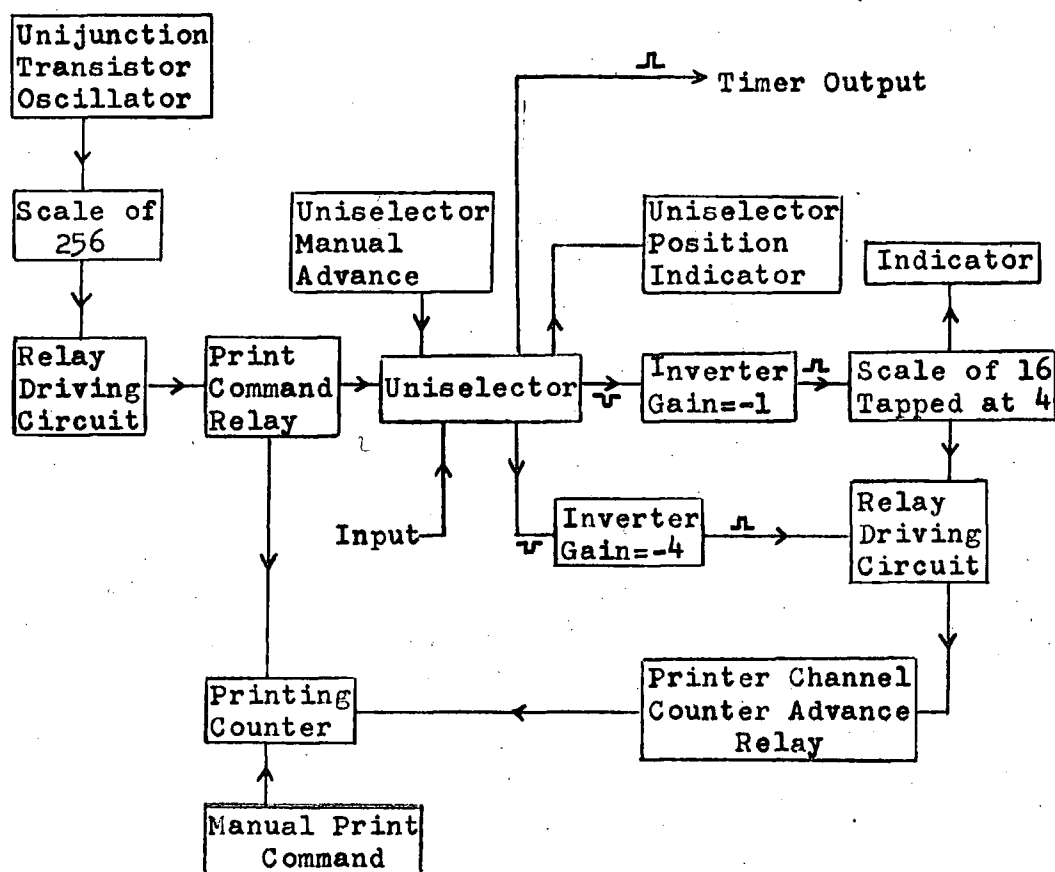 Unijunction
Transistor
Oscillator
Timer Output
Scale of
256
Uniselector
Manual
Advance
Uniselector
Position
Indicator
Indicator
Relay
Driving
Circuit
Print
Command
Relay
Uniselector
Inverter
Gain=-1
Scale of 16
Tapped at 4
Input
Inverter
Gain=-4
Relay
Driving
Circuit
Printing
Counter
Printer Channel
Counter Advance
Relay
Manual Print
Command